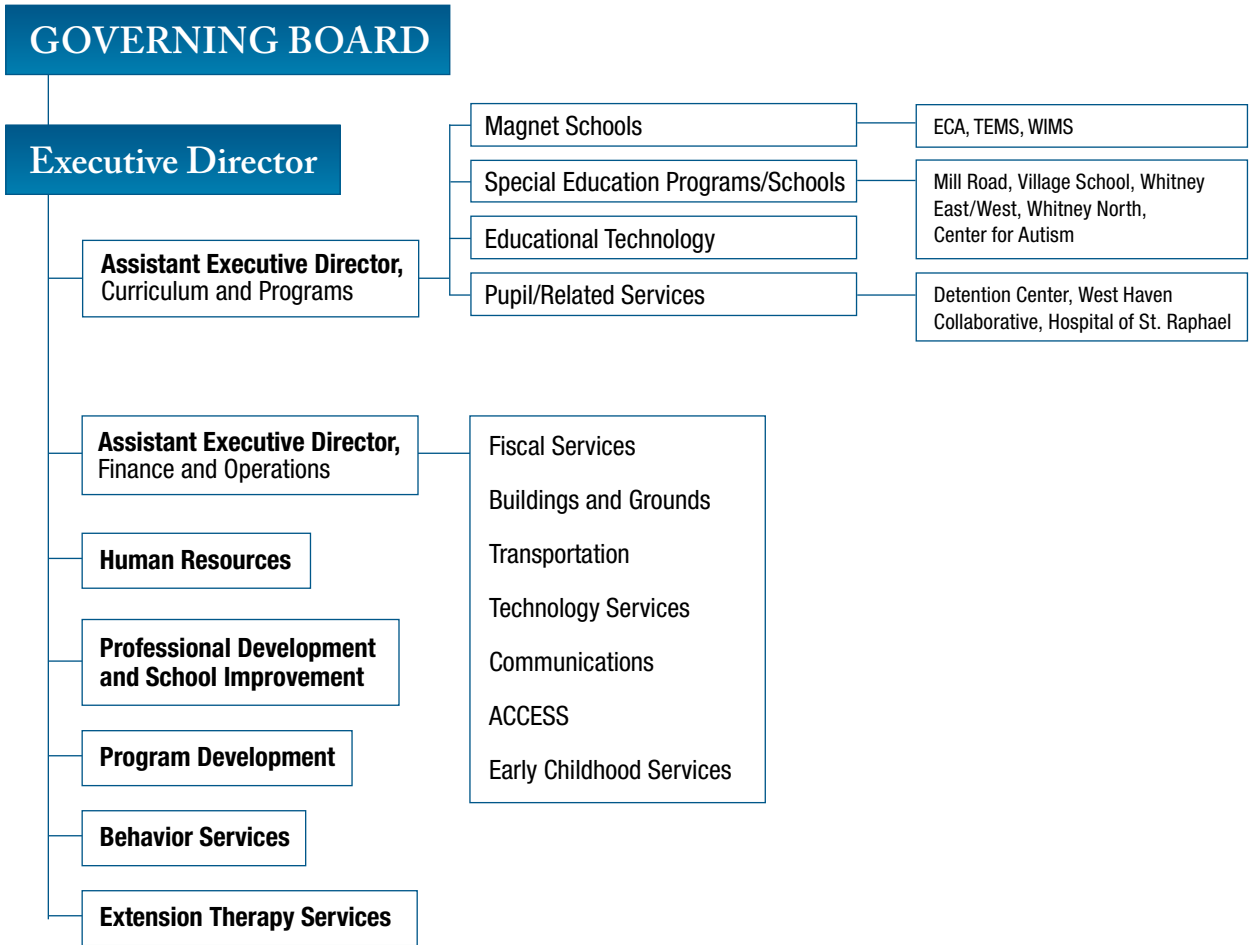 GOVERNING BOARD
Executive Director
Assistant Executive Director,
Curriculum and Programs
Magnet Schools
ECA, TEMS, WIMS
Special Education Programs/Schools
Mill Road, Village School, Whitney
East/West, Whitney North,
Center for Autism
Educational Technology
Pupil/Related Services
Detention Center, West Haven
Collaborative, Hospital of St. Raphael
Assistant Executive Director,
Finance and Operations
Fiscal Services
Buildings and Grounds
Transportation
Technology Services
Communications
ACCESS
Early Childhood Services
Human Resources
Professional Development
and School Improvement
Program Development
Behavior Services
Extension Therapy Services